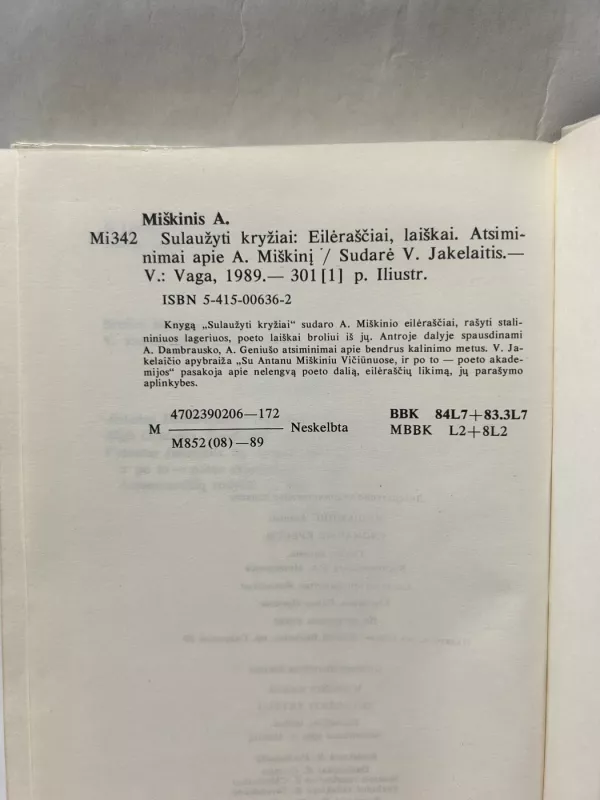 Miškinis A.
Mi342 Sulaužyti kryžiai: Eilėraščiai, laiškai. Atsimi-
nimai apie A. Miškinį / Sudarė V. Jakelaitis.—
V.: Vaga, 1989.— 301 [1] p. Iliustr.
ISBN 5-415-00636-2
Knygą „Sulaužyti kryžiai“ sudaro A. Miškinio eilėraščiai, rašyti stali-
niniuos lageriuos, poeto laiškai broliui iš jų. Antroje dalyje spausdinami
A. Dambrausko, A. Geniušo atsiminimai apie bendrus kalinimo metus. V. Ja-
kelaičio apybraiža „Su Antanu Miškiniu Vičiūnuose, ir po to — poeto akade-
mijos“ pasakoja apie nelengvą poeto dalią, eilėraščių likimą, jų parašymo
aplinkybes.
4702390206—172
M Neskelbta
M852 (08) —89
BBK 84L7+83.3L7
MBBK L2+8L2